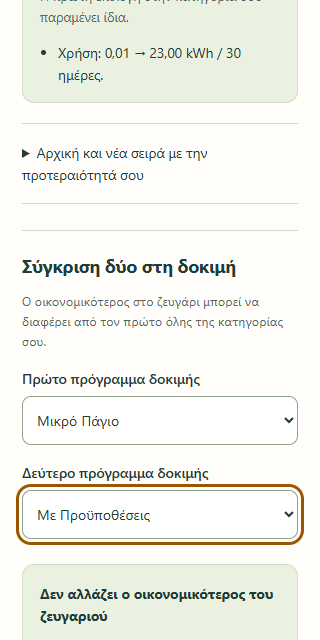 παραμένει ίδια.
• Χρήση: 0,01 → 23,00 kWh / 30
ημέρες.
▶ Αρχική και νέα σειρά με την
προτεραιότητά σου
Σύγκριση δύο στη δοκιμή
Ο οικονομικότερος στο ζευγάρι μπορεί να
διαφέρει από τον πρώτο όλης της κατηγορίας
σου.
Πρώτο πρόγραμμα δοκιμής
Μικρό Πάγιο
Δεύτερο πρόγραμμα δοκιμής
Με Προϋποθέσεις
Δεν αλλάζει ο οικονομικότερος του
ζευγαριού